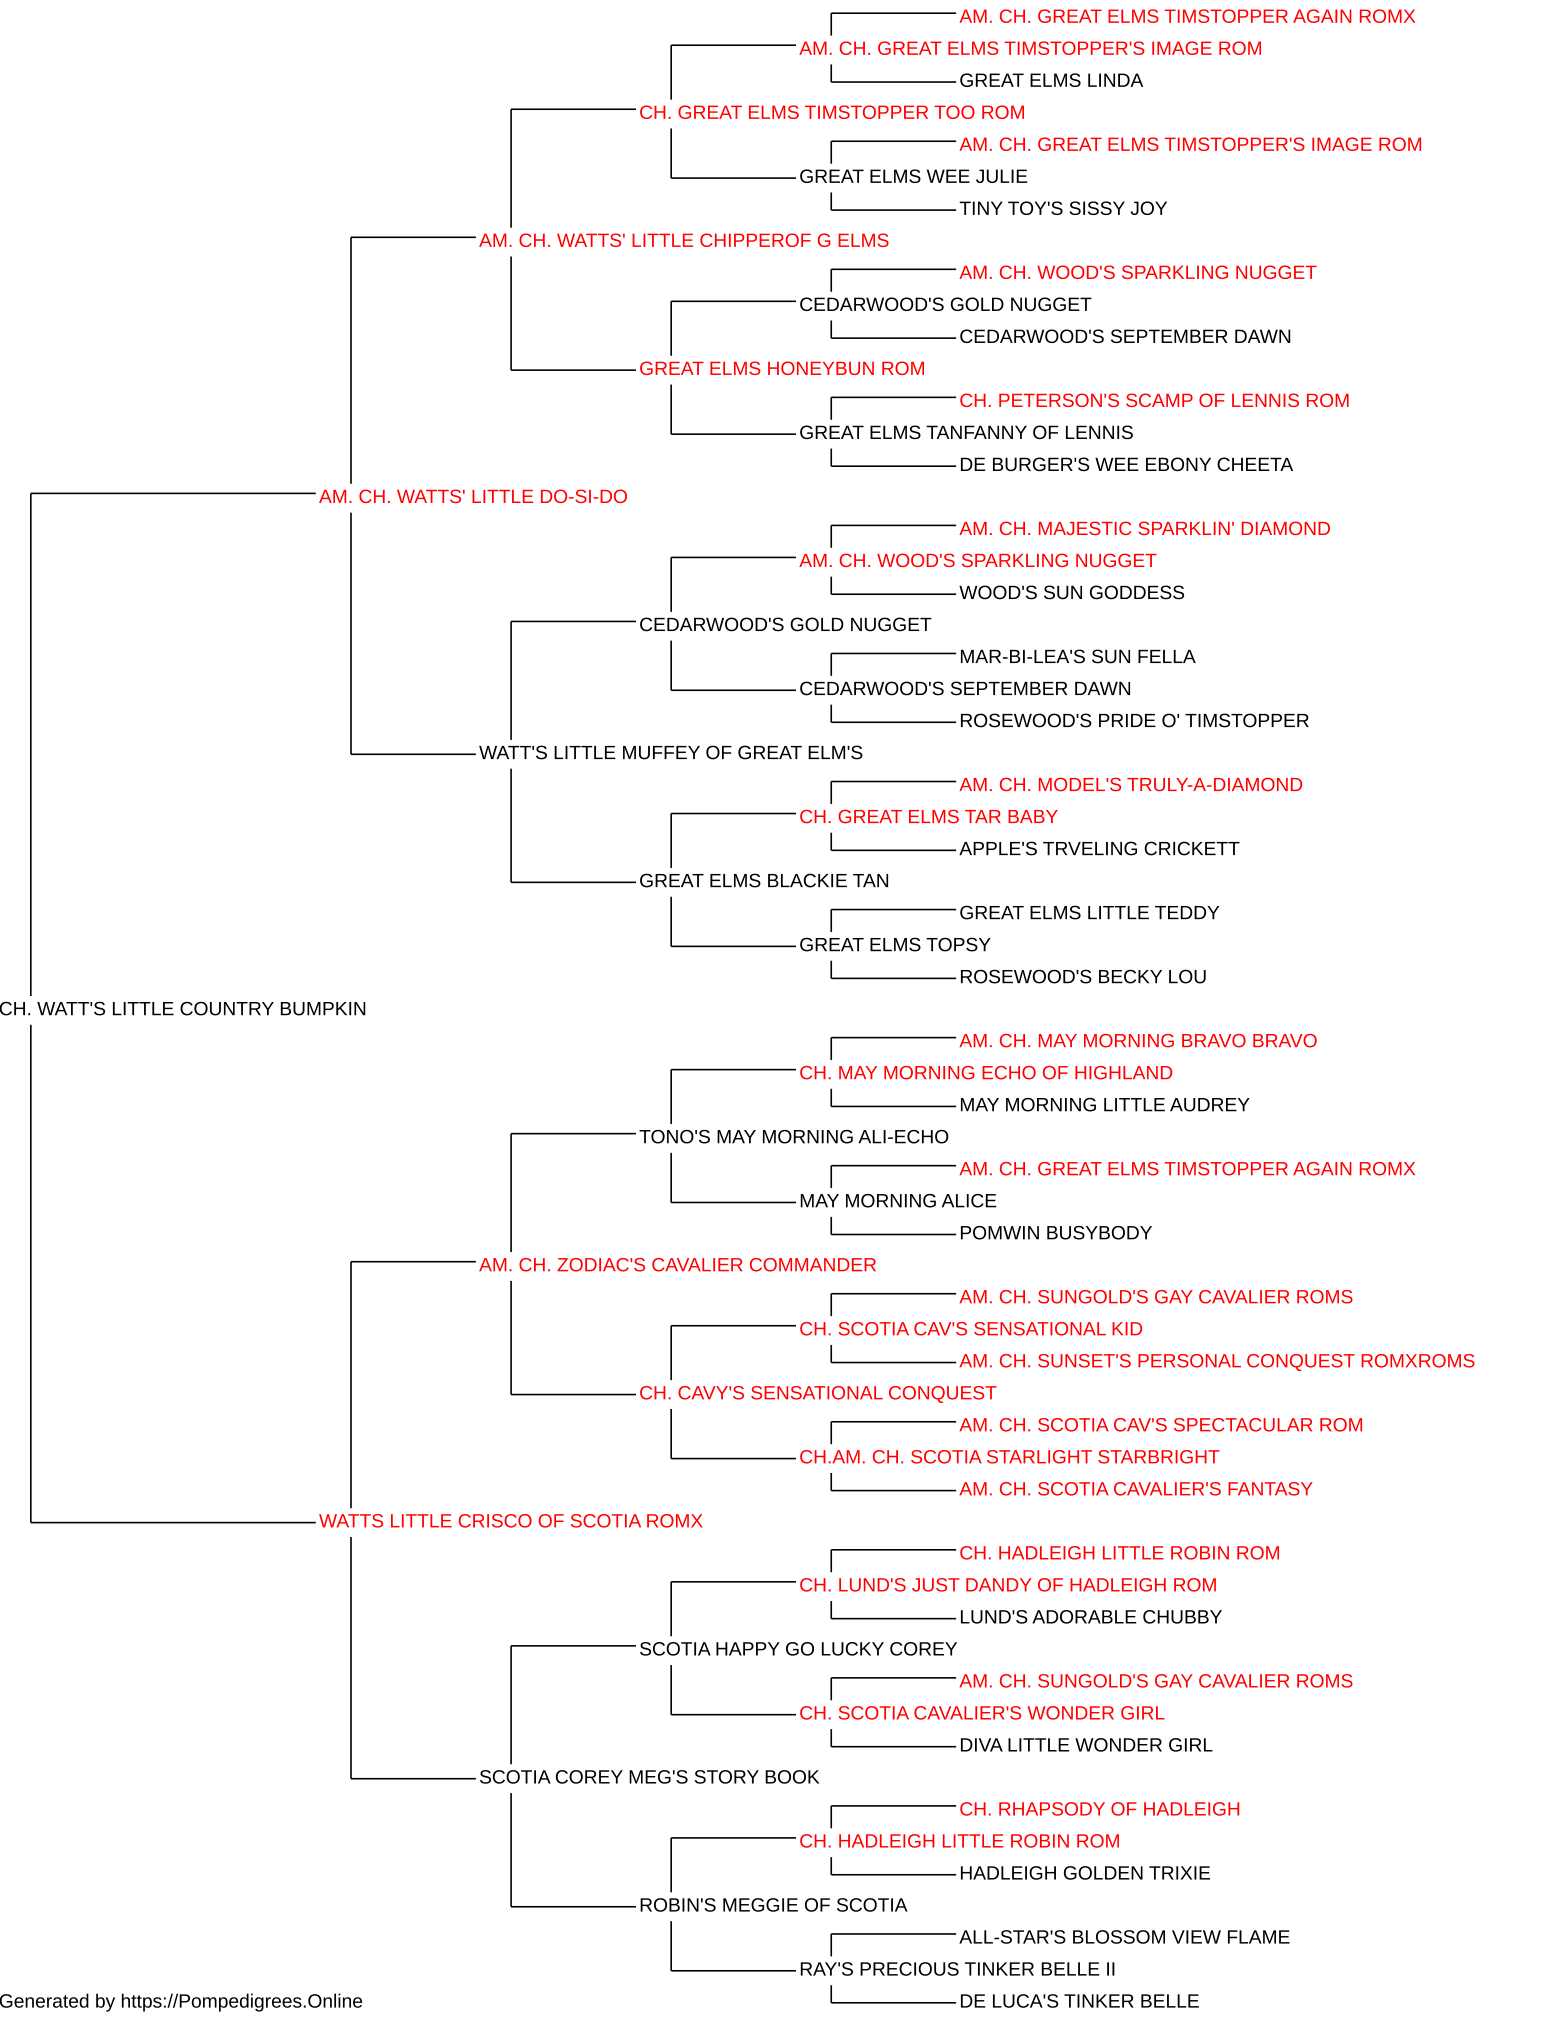 AM. CH. GREAT ELMS TIMSTOPPER AGAIN ROMX
AM. CH. GREAT ELMS TIMSTOPPER'S IMAGE ROM
GREAT ELMS LINDA
CH. GREAT ELMS TIMSTOPPER TOO ROM
AM. CH. GREAT ELMS TIMSTOPPER'S IMAGE ROM
GREAT ELMS WEE JULIE
TINY TOY'S SISSY JOY
AM. CH. WATTS' LITTLE CHIPPEROF G ELMS
AM. CH. WOOD'S SPARKLING NUGGET
CEDARWOOD'S GOLD NUGGET
CEDARWOOD'S SEPTEMBER DAWN
GREAT ELMS HONEYBUN ROM
CH. PETERSON'S SCAMP OF LENNIS ROM
GREAT ELMS TANFANNY OF LENNIS
DE BURGER'S WEE EBONY CHEETA
AM. CH. WATTS' LITTLE DO-SI-DO
AM. CH. MAJESTIC SPARKLIN' DIAMOND
AM. CH. WOOD'S SPARKLING NUGGET
WOOD'S SUN GODDESS
CEDARWOOD'S GOLD NUGGET
MAR-BI-LEA'S SUN FELLA
CEDARWOOD'S SEPTEMBER DAWN
ROSEWOOD'S PRIDE O' TIMSTOPPER
WATT'S LITTLE MUFFEY OF GREAT ELM'S
AM. CH. MODEL'S TRULY-A-DIAMOND
CH. GREAT ELMS TAR BABY
APPLE'S TRVELING CRICKETT
GREAT ELMS BLACKIE TAN
GREAT ELMS LITTLE TEDDY
GREAT ELMS TOPSY
ROSEWOOD'S BECKY LOU
CH. WATT'S LITTLE COUNTRY BUMPKIN
AM. CH. MAY MORNING BRAVO BRAVO
CH. MAY MORNING ECHO OF HIGHLAND
MAY MORNING LITTLE AUDREY
TONO'S MAY MORNING ALI-ECHO
AM. CH. GREAT ELMS TIMSTOPPER AGAIN ROMX
MAY MORNING ALICE
POMWIN BUSYBODY
AM. CH. ZODIAC'S CAVALIER COMMANDER
AM. CH. SUNGOLD'S GAY CAVALIER ROMS
CH. SCOTIA CAV'S SENSATIONAL KID
AM. CH. SUNSET'S PERSONAL CONQUEST ROMXROMS
CH. CAVY'S SENSATIONAL CONQUEST
AM. CH. SCOTIA CAV'S SPECTACULAR ROM
CH.AM. CH. SCOTIA STARLIGHT STARBRIGHT
AM. CH. SCOTIA CAVALIER'S FANTASY
WATTS LITTLE CRISCO OF SCOTIA ROMX
CH. HADLEIGH LITTLE ROBIN ROM
CH. LUND'S JUST DANDY OF HADLEIGH ROM
LUND'S ADORABLE CHUBBY
SCOTIA HAPPY GO LUCKY COREY
AM. CH. SUNGOLD'S GAY CAVALIER ROMS
CH. SCOTIA CAVALIER'S WONDER GIRL
DIVA LITTLE WONDER GIRL
SCOTIA COREY MEG'S STORY BOOK
CH. RHAPSODY OF HADLEIGH
CH. HADLEIGH LITTLE ROBIN ROM
HADLEIGH GOLDEN TRIXIE
ROBIN'S MEGGIE OF SCOTIA
ALL-STAR'S BLOSSOM VIEW FLAME
RAY'S PRECIOUS TINKER BELLE II
DE LUCA'S TINKER BELLE
Generated by https://Pompedigrees.Online